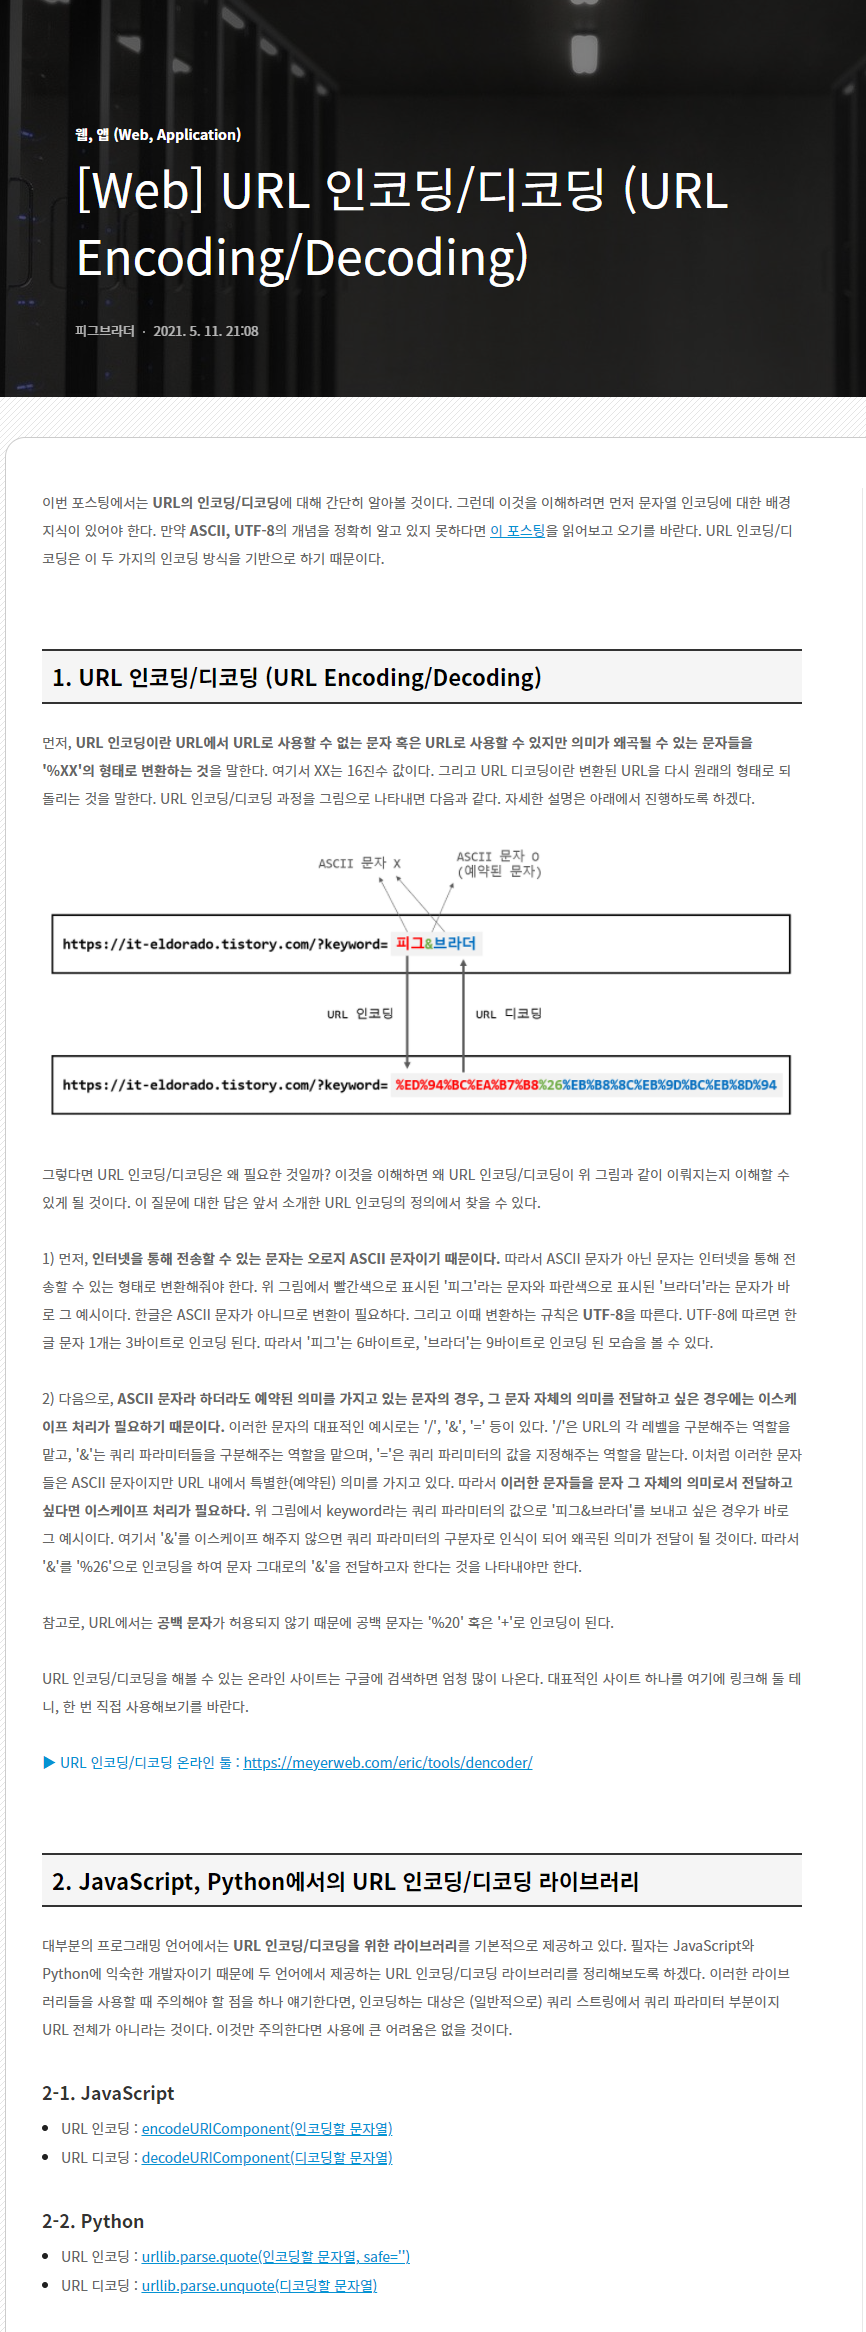 웹, 앱 (Web, Application)
[Web] URL 인코딩/디코딩 (URL
Encoding/Decoding)
피그브라더 · 2021. 5. 11. 21:08
이번 포스팅에서는 URL의 인코딩/디코딩에 대해 간단히 알아볼 것이다. 그런데 이것을 이해하려면 먼저 문자열 인코딩에 대한 배경
지식이 있어야 한다. 만약 ASCII, UTF-8의 개념을 정확히 알고 있지 못하다면 이 포스팅을 읽어보고 오기를 바란다. URL 인코딩/디
코딩은 이 두 가지의 인코딩 방식을 기반으로 하기 때문이다.
1. URL 인코딩/디코딩 (URL Encoding/Decoding)
먼저, URL 인코딩이란 URL에서 URL로 사용할 수 없는 문자 혹은 URL로 사용할 수 있지만 의미가 왜곡될 수 있는 문자들을
'%XX'의 형태로 변환하는 것을 말한다. 여기서 XX는 16진수 값이다. 그리고 URL 디코딩이란 변환된 URL을 다시 원래의 형태로 되
돌리는 것을 말한다. URL 인코딩/디코딩 과정을 그림으로 나타내면 다음과 같다. 자세한 설명은 아래에서 진행하도록 하겠다.
ASCII 문자 X
ASCII 문자 O
(예약된 문자)
https://it-eldorado.tistory.com/?keyword= 피그&브라더
URL 인코딩
URL 디코딩
https://it-eldorado.tistory.com/?keyword= %ED%94%BC%EA%B7%B8%26%EB%B8%8C%EB%9D%BC%EB%8D%94
그렇다면 URL 인코딩/디코딩은 왜 필요한 것일까? 이것을 이해하면 왜 URL 인코딩/디코딩이 위 그림과 같이 이뤄지는지 이해할 수
있게 될 것이다. 이 질문에 대한 답은 앞서 소개한 URL 인코딩의 정의에서 찾을 수 있다.
1) 먼저, 인터넷을 통해 전송할 수 있는 문자는 오로지 ASCII 문자이기 때문이다. 따라서 ASCII 문자가 아닌 문자는 인터넷을 통해 전
송할 수 있는 형태로 변환해줘야 한다. 위 그림에서 빨간색으로 표시된 '피그'라는 문자와 파란색으로 표시된 '브라더'라는 문자가 바
로 그 예시이다. 한글은 ASCII 문자가 아니므로 변환이 필요하다. 그리고 이때 변환하는 규칙은 UTF-8을 따른다. UTF-8에 따르면 한
글 문자 1개는 3바이트로 인코딩 된다. 따라서 '피그'는 6바이트로, '브라더'는 9바이트로 인코딩 된 모습을 볼 수 있다.
2) 다음으로, ASCII 문자라 하더라도 예약된 의미를 가지고 있는 문자의 경우, 그 문자 자체의 의미를 전달하고 싶은 경우에는 이스케
이프 처리가 필요하기 때문이다. 이러한 문자의 대표적인 예시로는 '/', '&', '=' 등이 있다. '/'은 URL의 각 레벨을 구분해주는 역할을
맡고, '&'는 쿼리 파라미터들을 구분해주는 역할을 맡으며, '='은 쿼리 파리미터의 값을 지정해주는 역할을 맡는다. 이처럼 이러한 문자
들은 ASCII 문자이지만 URL 내에서 특별한(예약된) 의미를 가지고 있다. 따라서 이러한 문자들을 문자 그 자체의 의미로서 전달하고
싶다면 이스케이프 처리가 필요하다. 위 그림에서 keyword라는 쿼리 파라미터의 값으로 '피그&브라더'를 보내고 싶은 경우가 바로
그 예시이다. 여기서 '&'를 이스케이프 해주지 않으면 쿼리 파라미터의 구분자로 인식이 되어 왜곡된 의미가 전달이 될 것이다. 따라서
'&'를 '%26'으로 인코딩을 하여 문자 그대로의 '&'을 전달하고자 한다는 것을 나타내야만 한다.
참고로, URL에서는 공백 문자가 허용되지 않기 때문에 공백 문자는 '%20' 혹은 '+'로 인코딩이 된다.
URL 인코딩/디코딩을 해볼 수 있는 온라인 사이트는 구글에 검색하면 엄청 많이 나온다. 대표적인 사이트 하나를 여기에 링크해 둘 테
니, 한 번 직접 사용해보기를 바란다.
▶ URL 인코딩/디코딩 온라인 툴 : https://meyerweb.com/eric/tools/dencoder/
2. JavaScript, Python에서의 URL 인코딩/디코딩 라이브러리
대부분의 프로그래밍 언어에서는 URL 인코딩/디코딩을 위한 라이브러리를 기본적으로 제공하고 있다. 필자는 JavaScript와
Python에 익숙한 개발자이기 때문에 두 언어에서 제공하는 URL 인코딩/디코딩 라이브러리를 정리해보도록 하겠다. 이러한 라이브
러리들을 사용할 때 주의해야 할 점을 하나 얘기한다면, 인코딩하는 대상은 (일반적으로) 쿼리 스트링에서 쿼리 파라미터 부분이지
URL 전체가 아니라는 것이다. 이것만 주의한다면 사용에 큰 어려움은 없을 것이다.
2-1. JavaScript
• URL 인코딩 : encodeURIComponent(인코딩할 문자열)
• URL 디코딩 : decodeURIComponent(디코딩할 문자열)
2-2. Python
• URL 인코딩 : urllib.parse.quote(인코딩할 문자열, safe='')
• URL 디코딩 : urllib.parse.unquote(디코딩할 문자열)